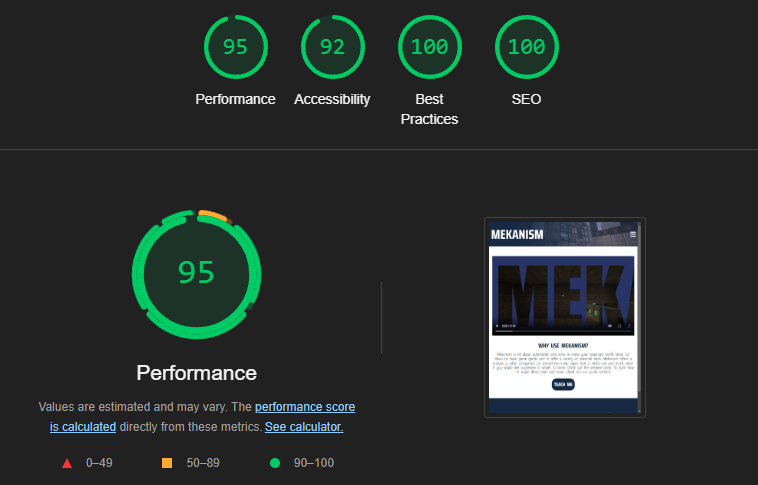 95
92
100
100
Performance
Accessibility
Best
Practices
SEO
95
Performance
Values are estimated and may vary. The performance score
is calculated directly from these metrics. See calculator.
0–49
50–89
90–100
MEKANISM
MEK
WHY USE MEKANISM?
TEACH ME